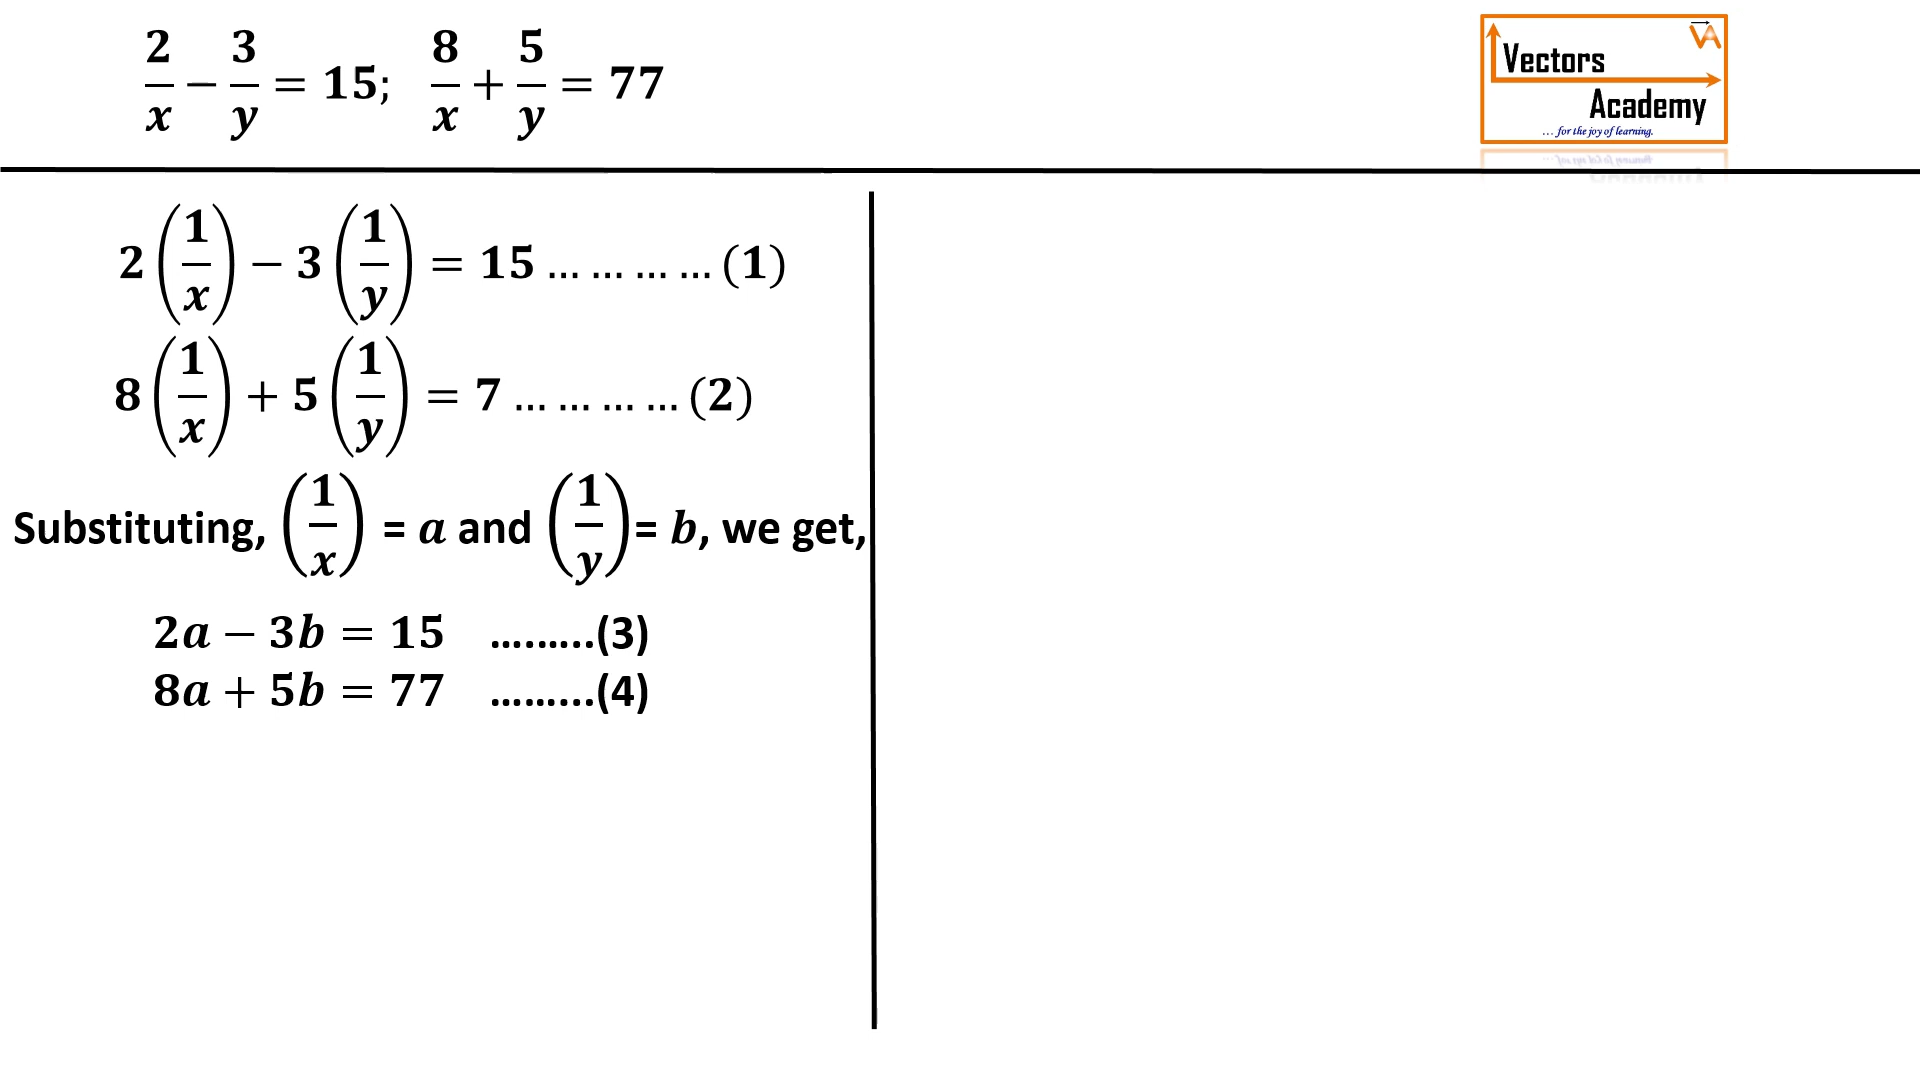 2/x − 3/y = 15;   8/x + 5/y = 77
Vectors
Academy
... for the joy of learning.
2(1/x) − 3(1/y) = 15 … … … … (1)
8(1/x) + 5(1/y) = 7 … … … … (2)
Substituting, (1/x) = a and (1/y)= b, we get,
2a − 3b = 15 ………(3)
8a + 5b = 77 ………(4)